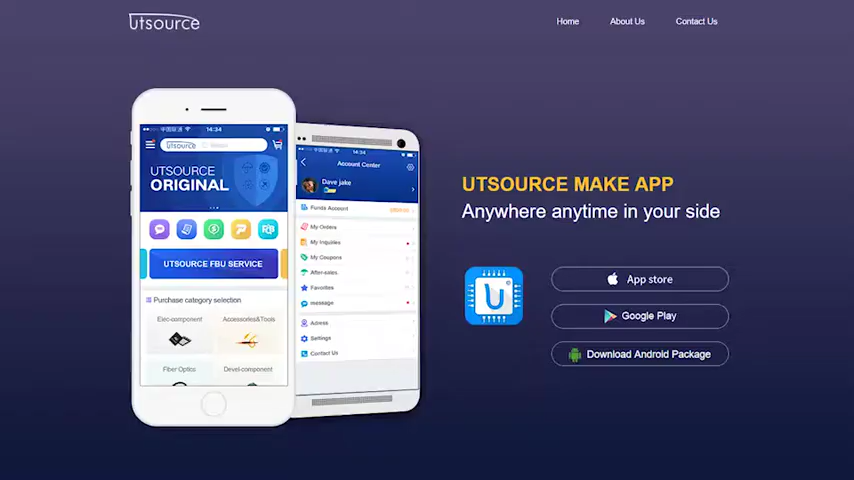 utsource
Home
About Us
Contact Us
14:34
utsource
Search
UTSOURCE
ORIGINAL
UTSOURCE FBU SERVICE
Purchase category selection
Elec-component
Accessories&Tools
Fiber Optics
Devel-component
14:34
Account Center
Dave jake
Funds Account
My Orders
My Inquiries
My Coupons
After-sales
Favorites
message
Adress
Settings
Contact Us
UTSOURCE MAKE APP
Anywhere anytime in your side
App store
Google Play
Download Android Package